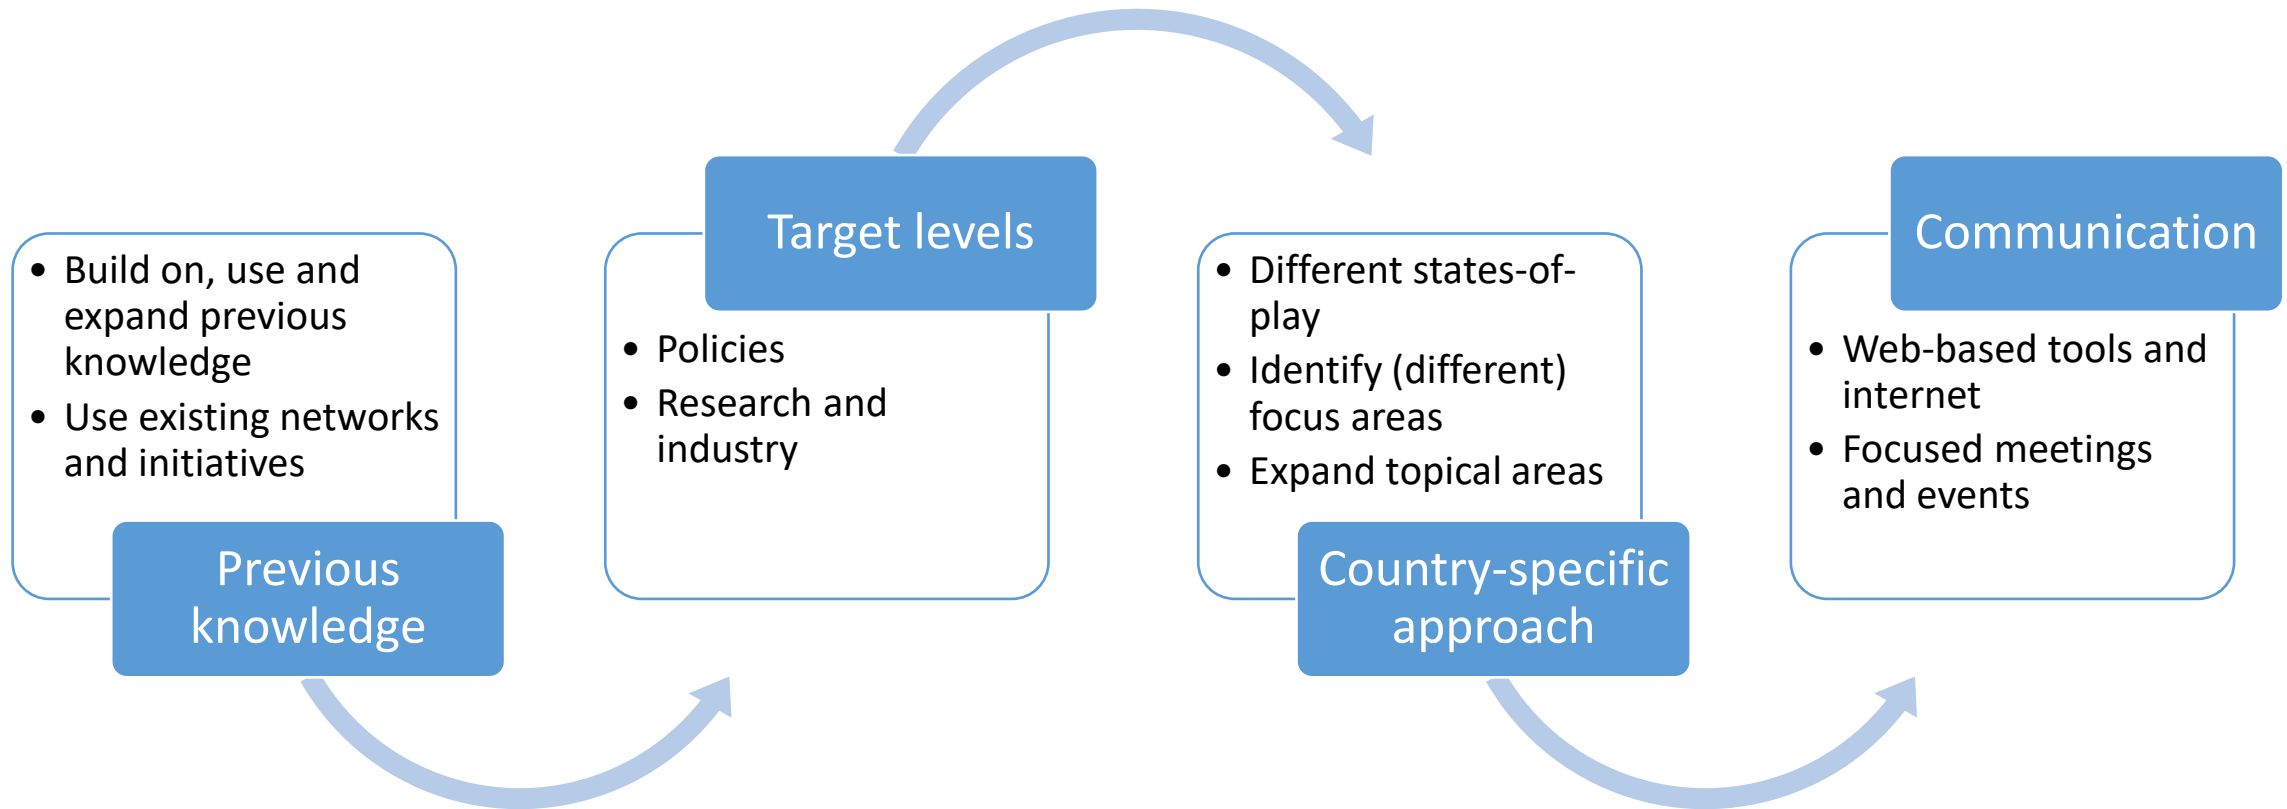 • Build on, use and
expand previous
knowledge
• Use existing networks
and initiatives
Previous
knowledge
Target levels
• Policies
• Research and
industry
• Different states-of-
play
• Identify (different)
focus areas
• Expand topical areas
Country-specific
approach
Communication
• Web-based tools and
internet
• Focused meetings
and events